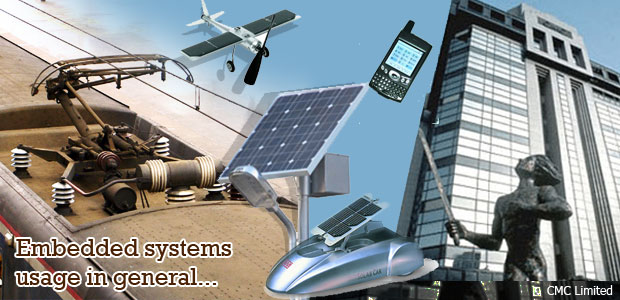 Embedded systems
usage in general...
CMC Limited